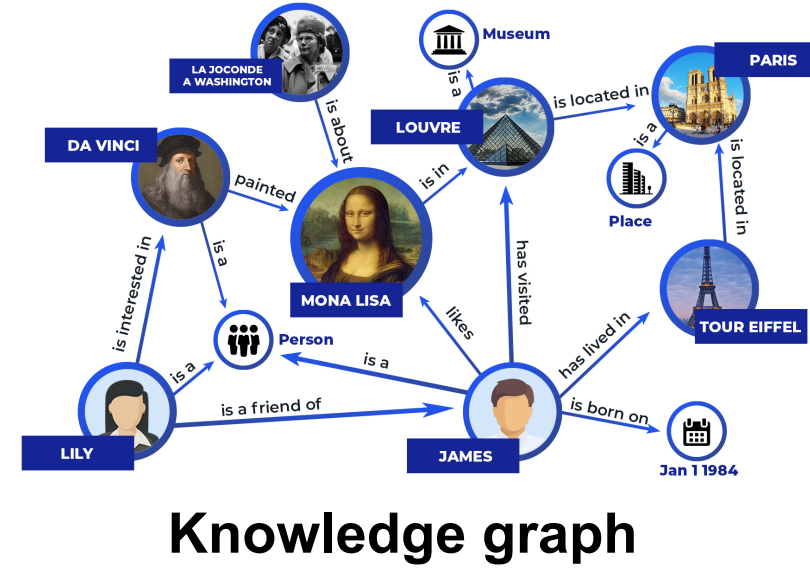 LA JOCONDE
A WASHINGTON
Museum
PARIS
is a
is located in
LOUVRE
DA VINCI
is about
is a
is located in
painted
is in
Place
is a
has visited
MONA LISA
is interested in
likes
TOUR EIFFEL
Person
has lived in
is a
is a
is a friend of
is born on
LILY
JAMES
Jan 1 1984
Knowledge graph